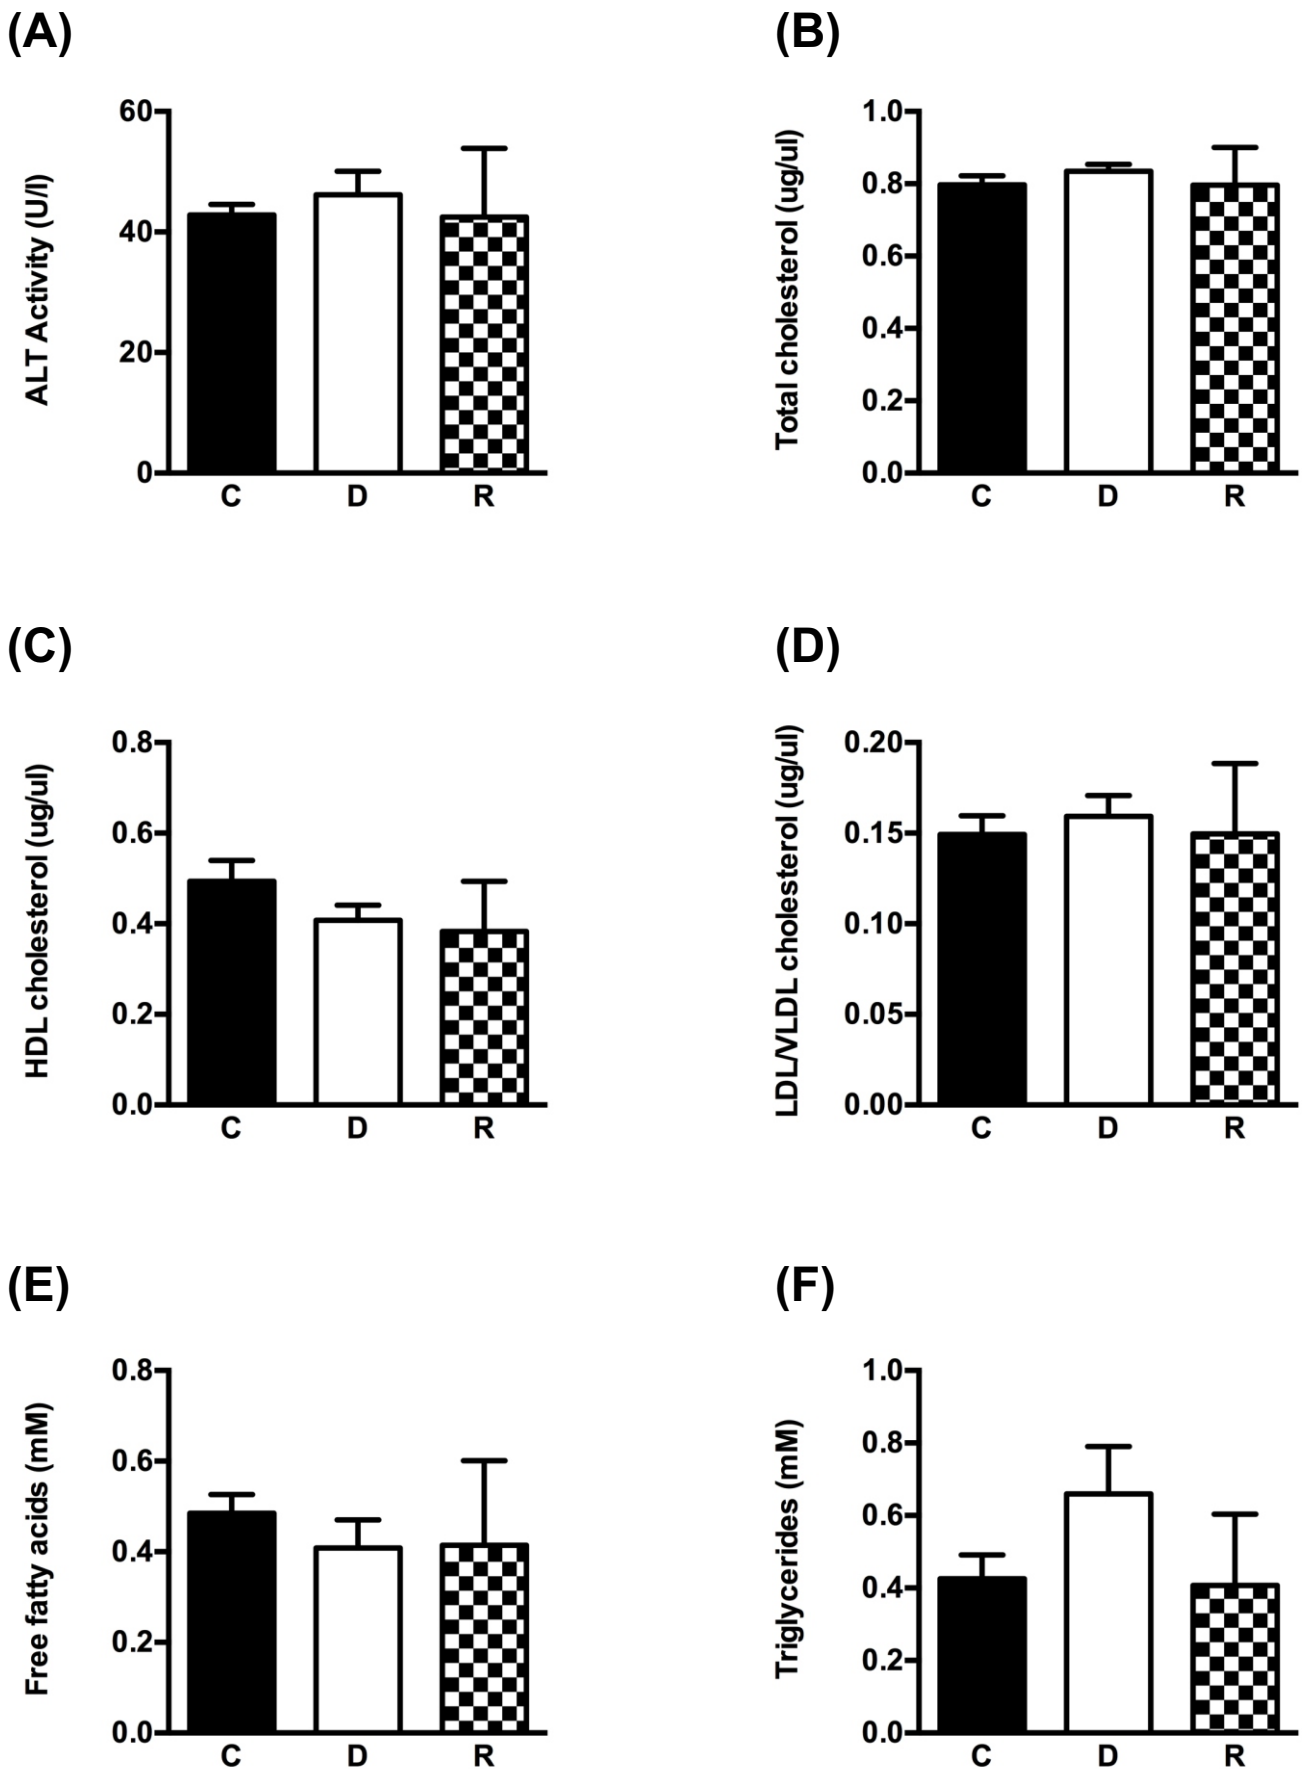 (A)
ALT Activity (U/l)
60
40
20
0
C D R
(B)
Total cholesterol (ug/ul)
1.0
0.8
0.6
0.4
0.2
0.0
C D R
(C)
HDL cholesterol (ug/ul)
0.8
0.6
0.4
0.2
0.0
C D R
(D)
LDL/VLDL cholesterol (ug/ul)
0.20
0.15
0.10
0.05
0.00
C D R
(E)
Free fatty acids (mM)
0.8
0.6
0.4
0.2
0.0
C D R
(F)
Triglycerides (mM)
1.0
0.8
0.6
0.4
0.2
0.0
C D R